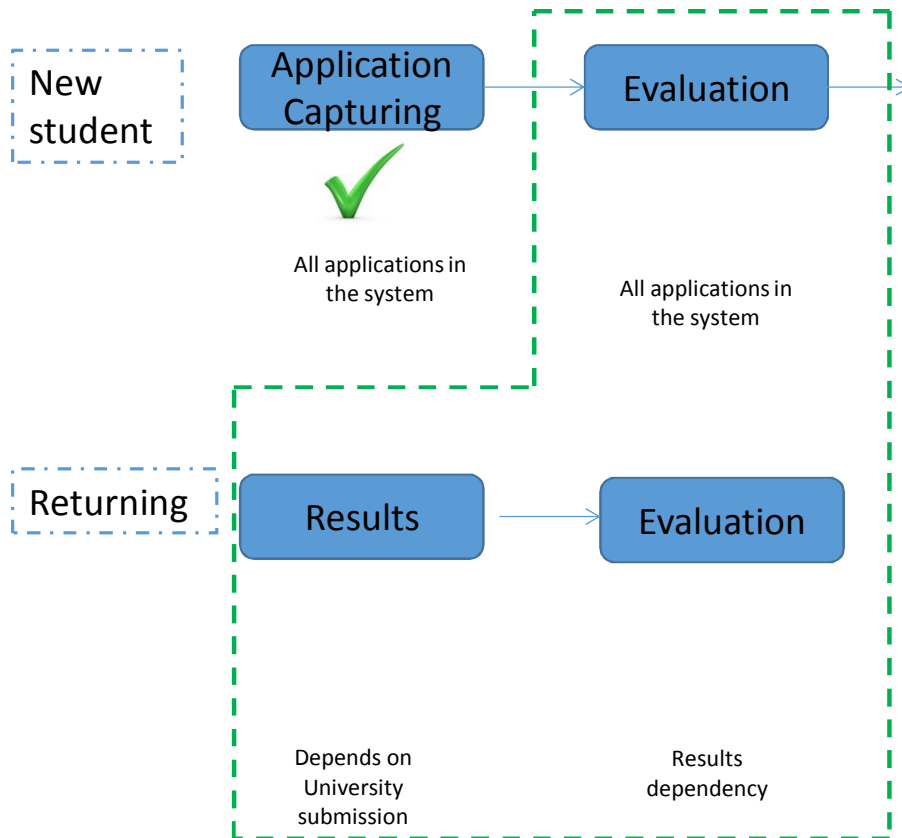 New
student
Application
Capturing
Evaluation
All applications in
the system
All applications in
the system
Returning
Results
Evaluation
Depends on
University
submission
Results
dependency